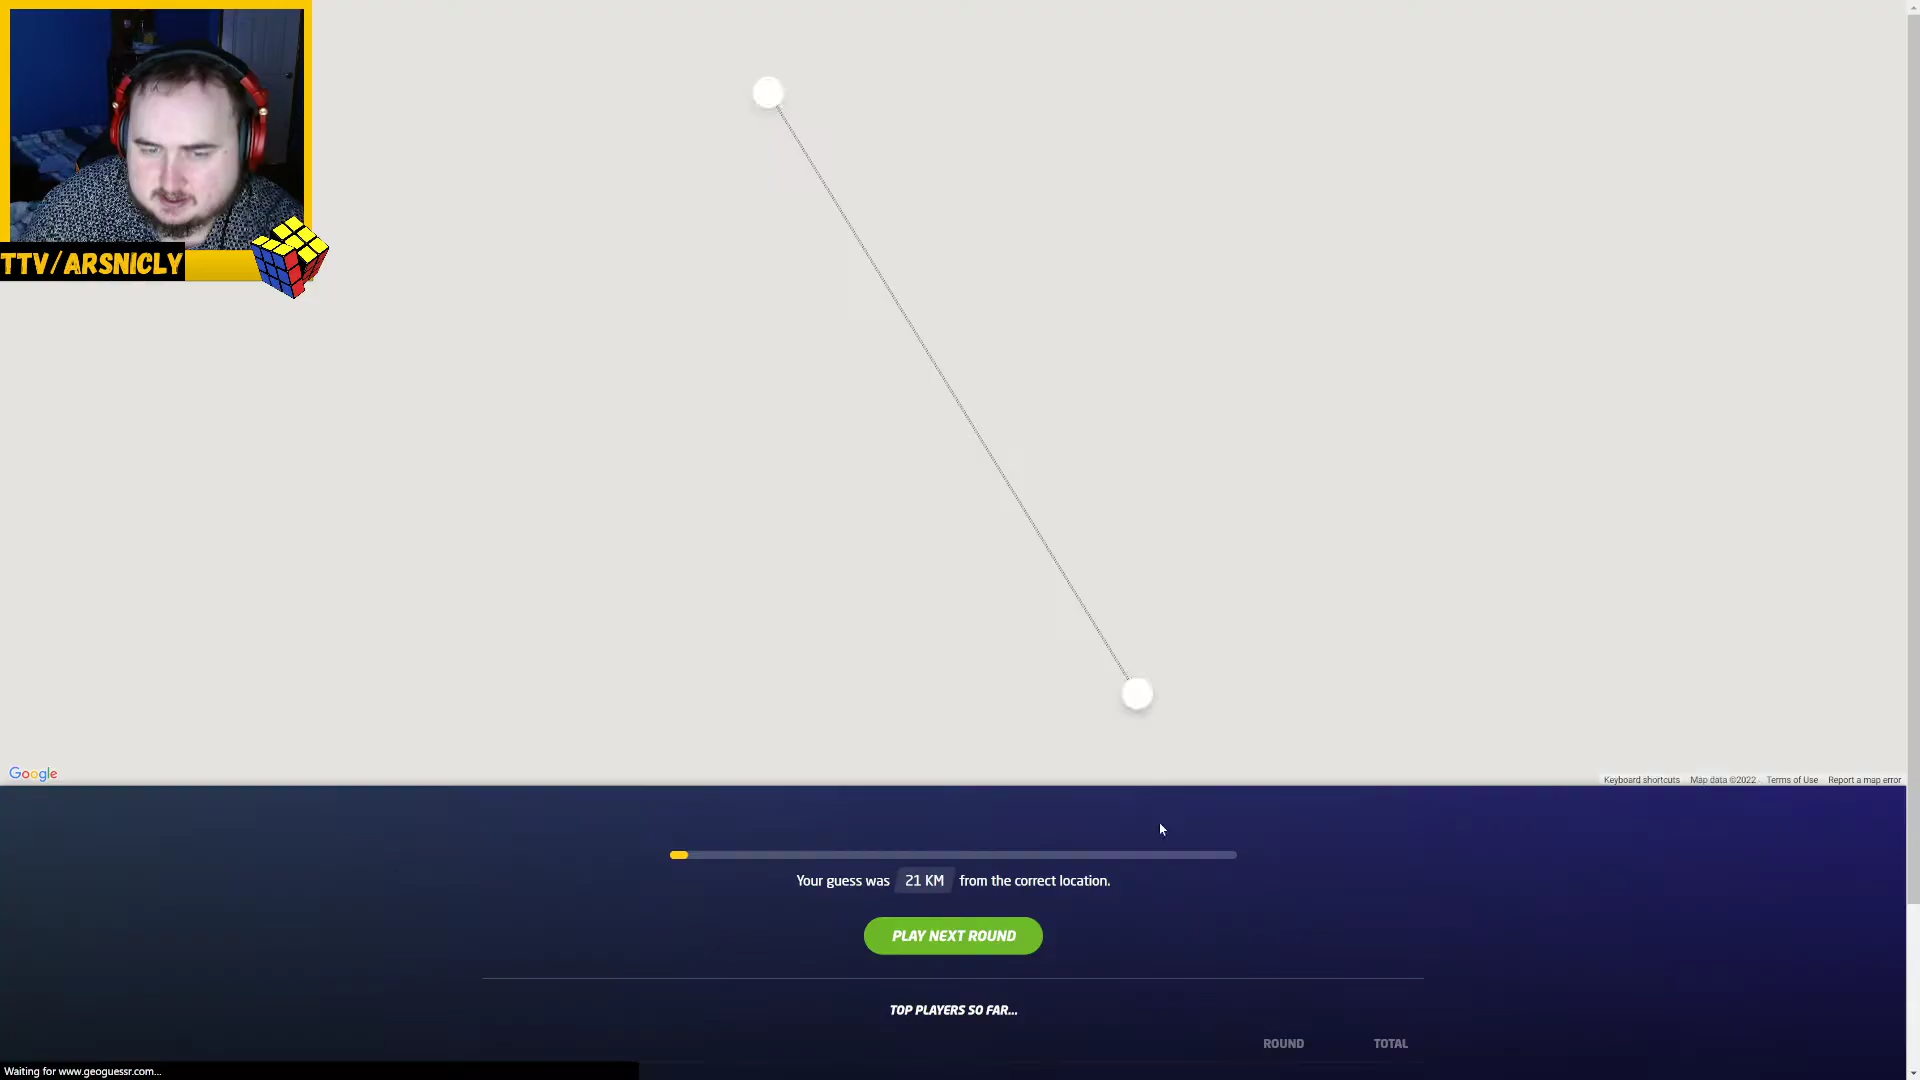 TTV/ARSNICLY
Google
Keyboard shortcuts Map data ©2022 Terms of Use Report a map error
Your guess was 21 KM from the correct location.
PLAY NEXT ROUND
TOP PLAYERS SO FAR...
ROUND TOTAL
Waiting for www.geoguessr.com...